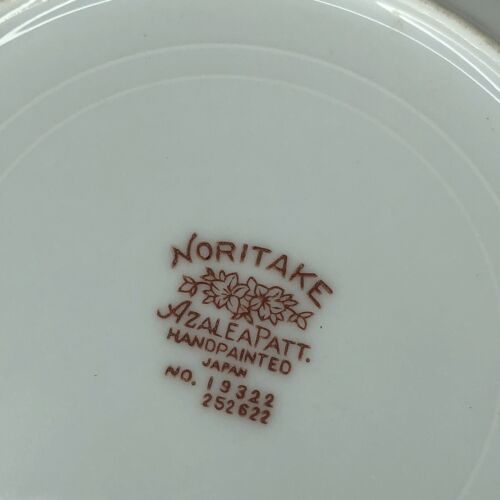 NORITAKE
AZALEA PATT.
HANDPAINTED
JAPAN
NO. 19322
252622